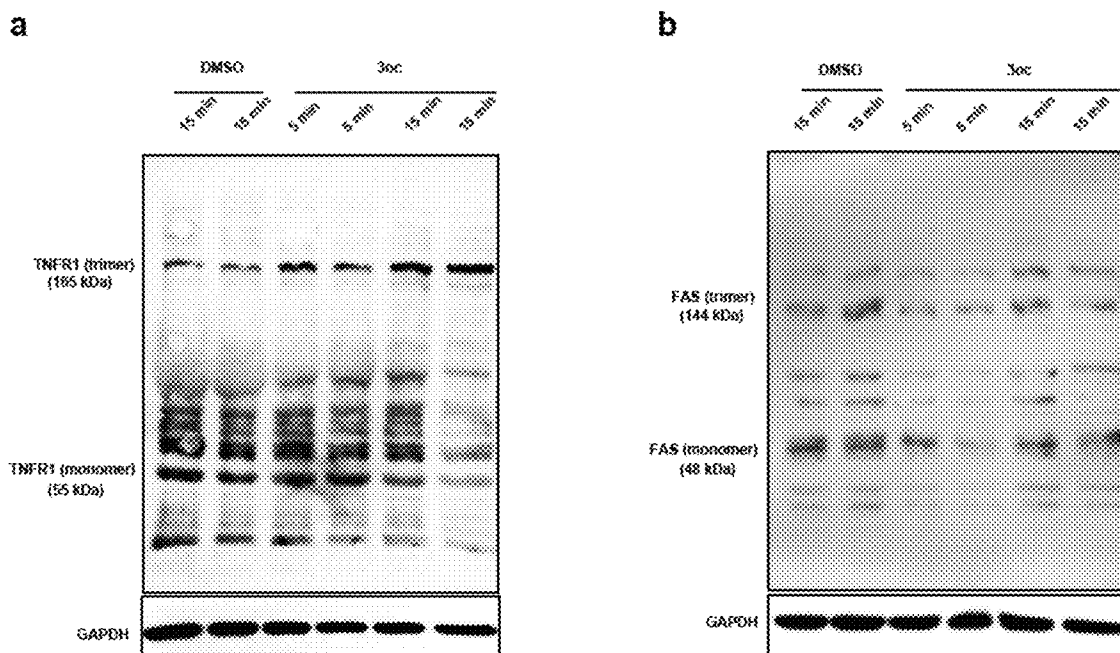 a
DMSO 3oc
15 min 15 min 5 min 5 min 15 min 15 min
TNFR1 (trimer)
(165 kDa)
TNFR1 (monomer)
(55 kDa)
GAPDH
b
DMSO 3oc
15 min 15 min 5 min 5 min 15 min 15 min
FAS (trimer)
(144 kDa)
FAS (monomer)
(48 kDa)
GAPDH